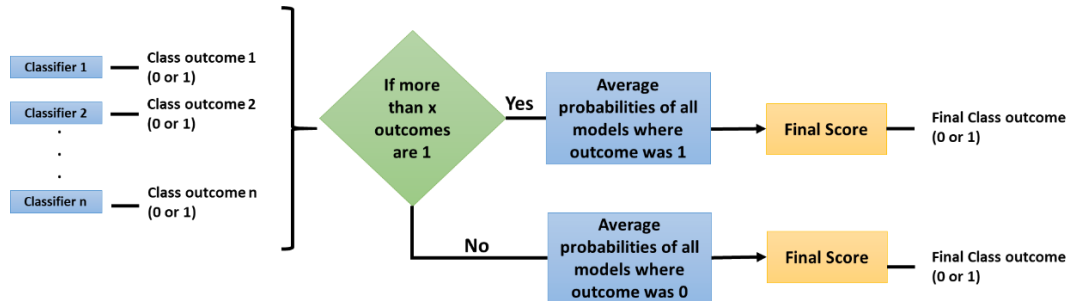 Classifier 1
Class outcome 1
(0 or 1)
Classifier 2
Class outcome 2
(0 or 1)
.
.
.
Classifier n
Class outcome n
(0 or 1)
If more
than x
outcomes
are 1
Yes
Average
probabilities of all
models where
outcome was 1
Final Score
Final Class outcome
(0 or 1)
No
Average
probabilities of all
models where
outcome was 0
Final Score
Final Class outcome
(0 or 1)